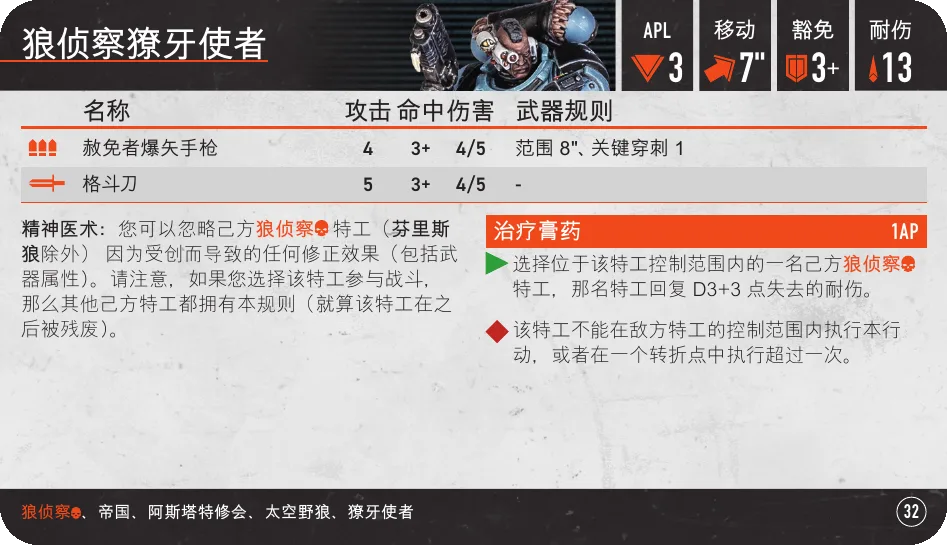 狼侦察獠牙使者
APL 移动 豁免 耐伤
3 7" 3+ 13
名称 攻击 命中 伤害 武器规则
赦免者爆矢手枪 4 3+ 4/5 范围 8"、关键穿刺 1
格斗刀 5 3+ 4/5 -
精神医术：您可以忽略己方狼侦察特工（芬里斯
狼除外） 因为受创而导致的任何修正效果（包括武
器属性）。请注意，如果您选择该特工参与战斗，
那么其他己方特工都拥有本规则（就算该特工在之
后被残废）。
治疗膏药 1AP
选择位于该特工控制范围内的一名己方狼侦察
特工，那名特工回复 D3+3 点失去的耐伤。
该特工不能在敌方特工的控制范围内执行本行
动，或者在一个转折点中执行超过一次。
狼侦察、帝国、阿斯塔特修会、太空野狼、獠牙使者
32